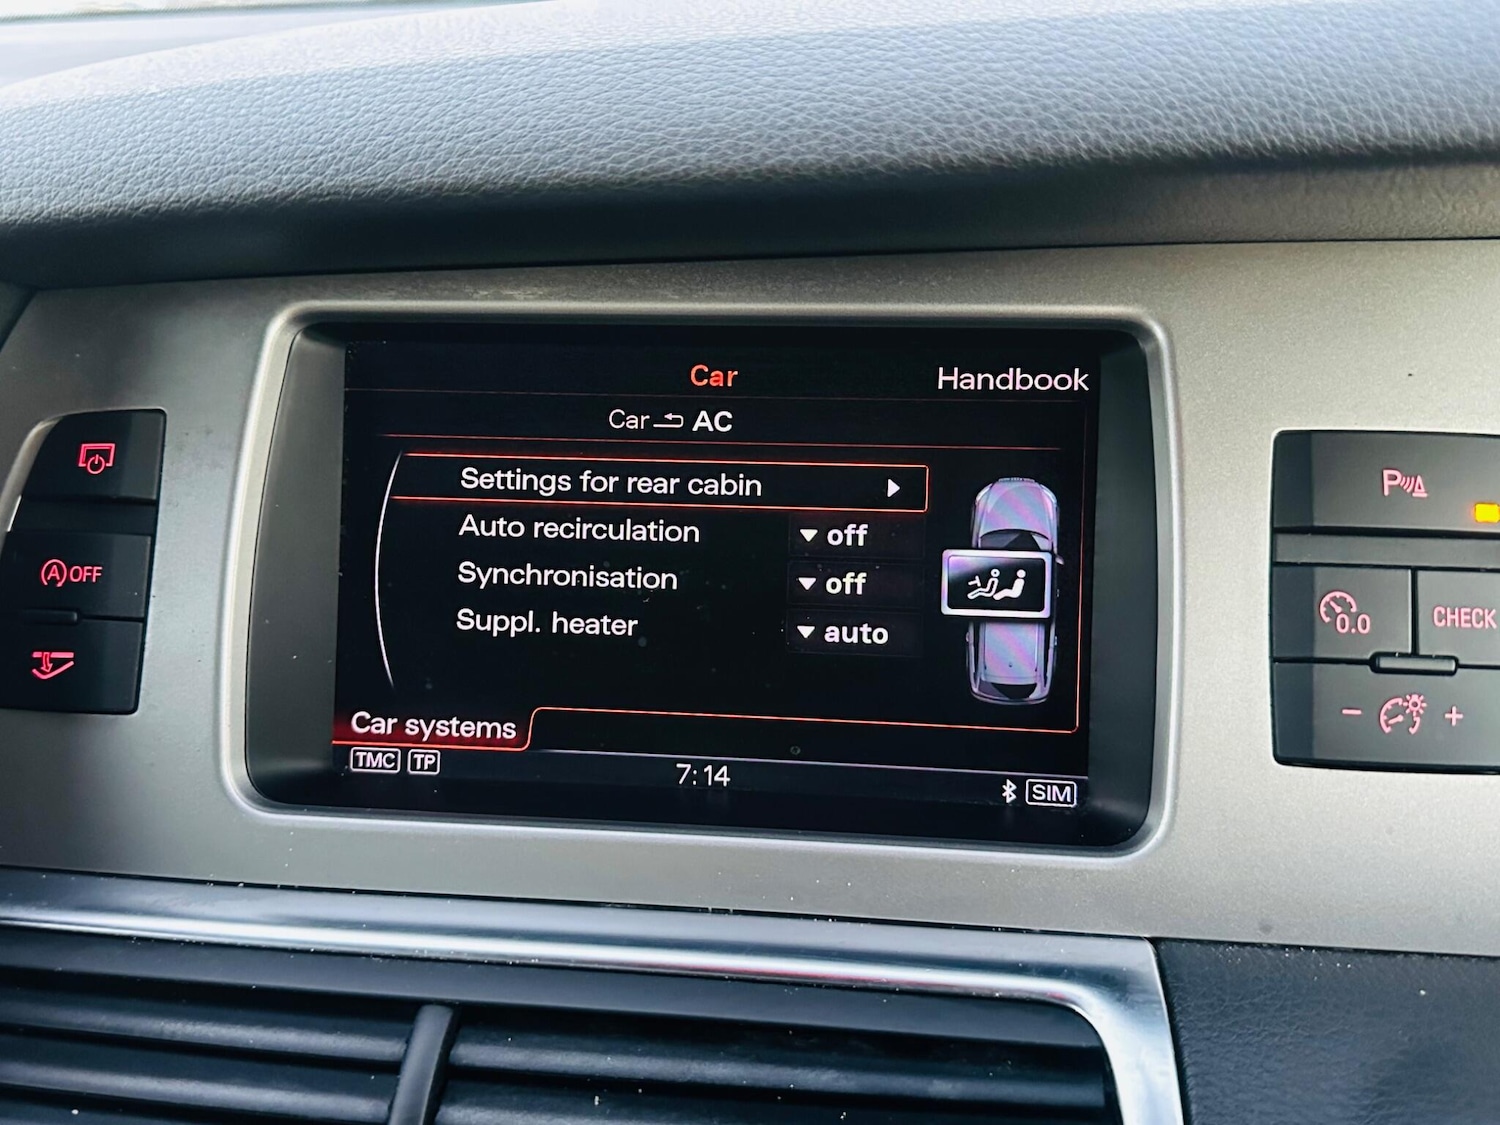 Car
Handbook
Car AC
Settings for rear cabin
Auto recirculation off
Synchronisation off
Suppl. heater auto
Car systems
TMC TP
7:14
SIM
A OFF
P
0.0
CHECK
- +